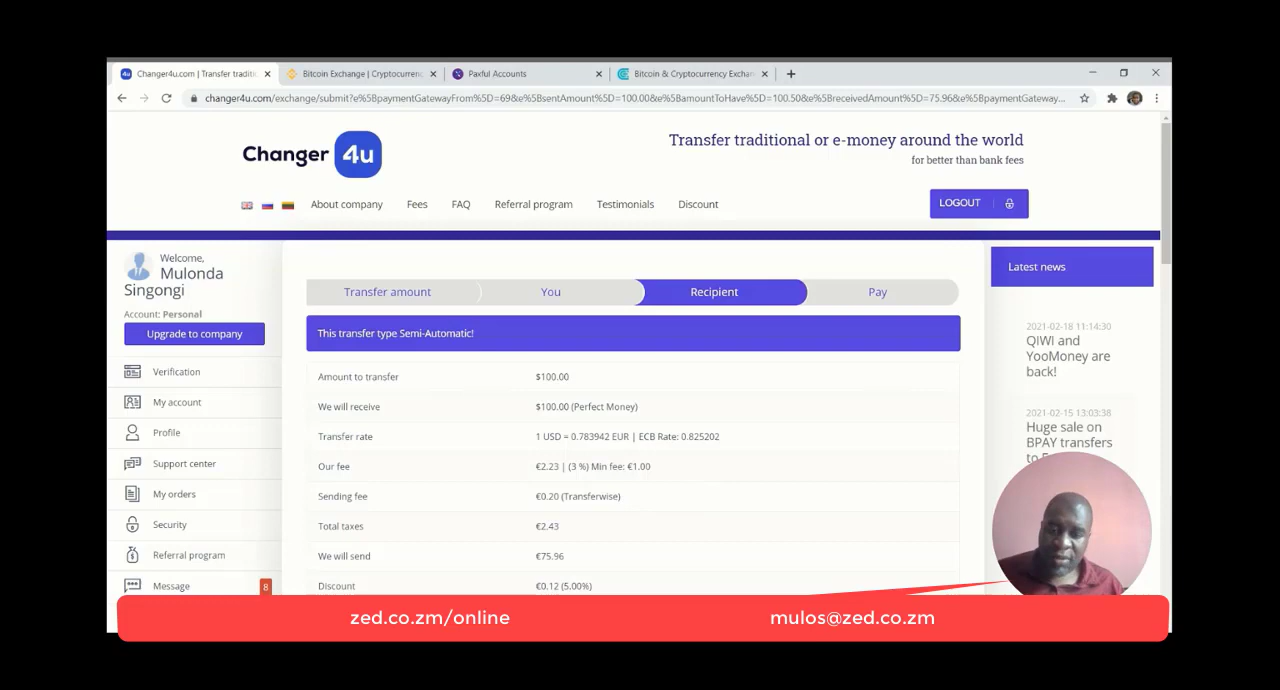 Changer4u.com | Transfer traditic
Bitcoin Exchange | Cryptocurrenc
Paxful Accounts
Bitcoin & Cryptocurrency Exchan
changer4u.com/exchange/submit?e%5BpaymentGatewayFrom%5D=69&e%5BsentAmount%5D=100.00&e%5BamountToHave%5D=100.50&e%5BreceivedAmount%5D=75.96&e%5BpaymentGateway...
Changer 4u
Transfer traditional or e-money around the world
for better than bank fees
About company Fees FAQ Referral program Testimonials Discount
LOGOUT
Welcome,
Mulonda
Singongi
Account: Personal
Upgrade to company
Verification
My account
Profile
Support center
My orders
Security
Referral program
Message 8
Transfer amount You Recipient Pay
This transfer type Semi-Automatic!
Amount to transfer $100.00
We will receive $100.00 (Perfect Money)
Transfer rate 1 USD = 0.783942 EUR | ECB Rate: 0.825202
Our fee €2.23 | (3 %) Min fee: €1.00
Sending fee €0.20 (Transferwise)
Total taxes €2.43
We will send €75.96
Discount €0.12 (5.00%)
Latest news
2021-02-18 11:14:30
QIWI and
YooMoney are
back!
2021-02-15 13:03:38
Huge sale on
BPAY transfers
to
zed.co.zm/online mulos@zed.co.zm